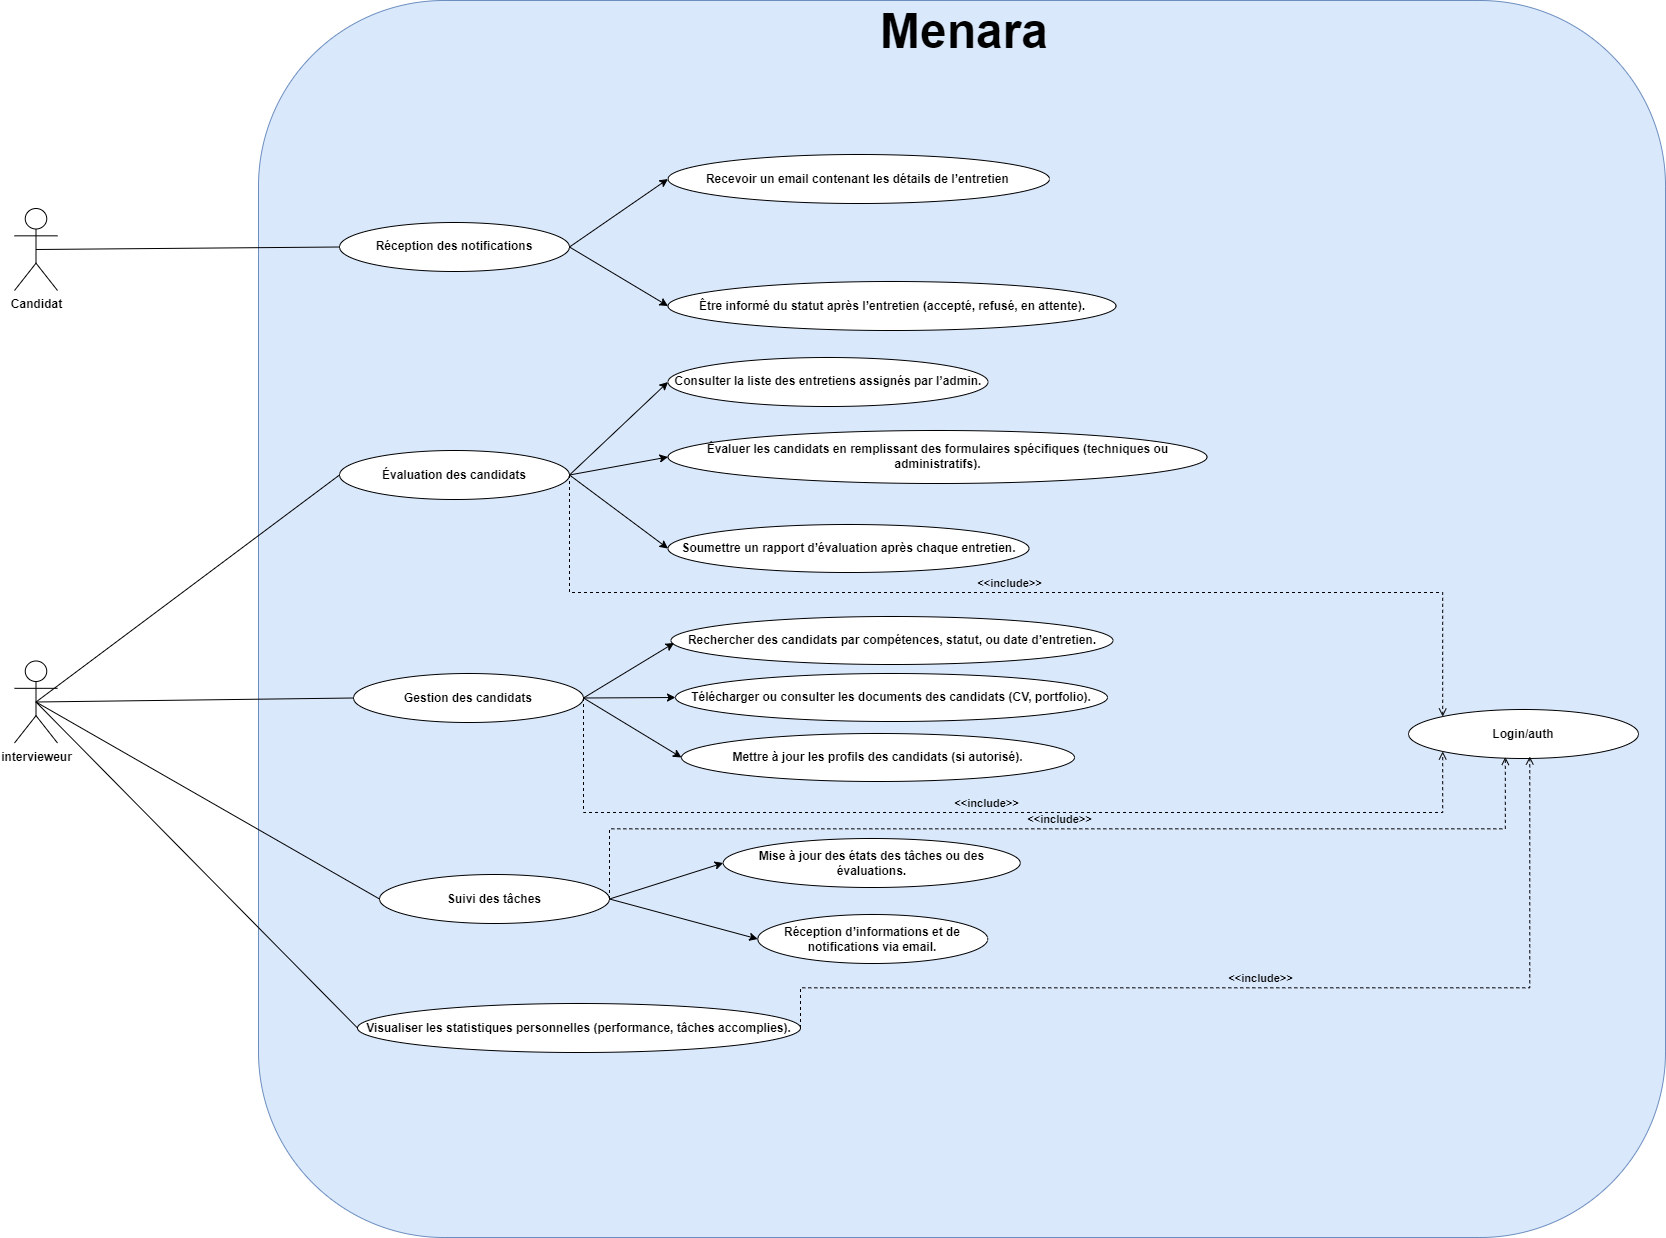 Menara
Recevoir un email contenant les détails de l’entretien
Réception des notifications
Candidat
Être informé du statut après l’entretien (accepté, refusé, en attente).
Consulter la liste des entretiens assignés par l’admin.
Évaluer les candidats en remplissant des formulaires spécifiques (techniques ou
administratifs).
Évaluation des candidats
Soumettre un rapport d’évaluation après chaque entretien.
<<include>>
Rechercher des candidats par compétences, statut, ou date d’entretien.
Gestion des candidats
Télécharger ou consulter les documents des candidats (CV, portfolio).
Login/auth
intervieweur
Mettre à jour les profils des candidats (si autorisé).
<<include>>
<<include>>
Mise à jour des états des tâches ou des
évaluations.
Suivi des tâches
Réception d’informations et de
notifications via email.
<<include>>
Visualiser les statistiques personnelles (performance, tâches accomplies).